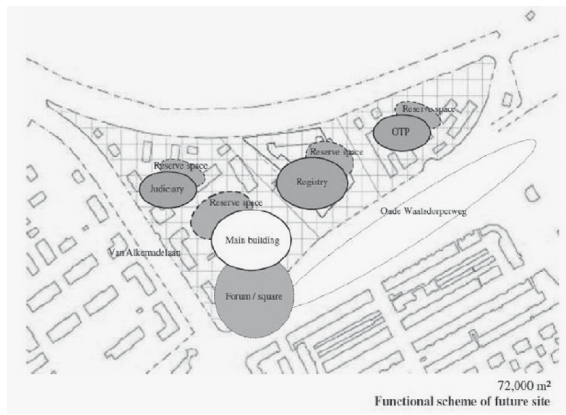 Reserve space
OTP
Reserve space
Registry
Reserve space
Judiciary
Reserve space
Main building
Oude Waalsdorperweg
Van Alkemadelaan
Forum / square
72,000 m²
Functional scheme of future site